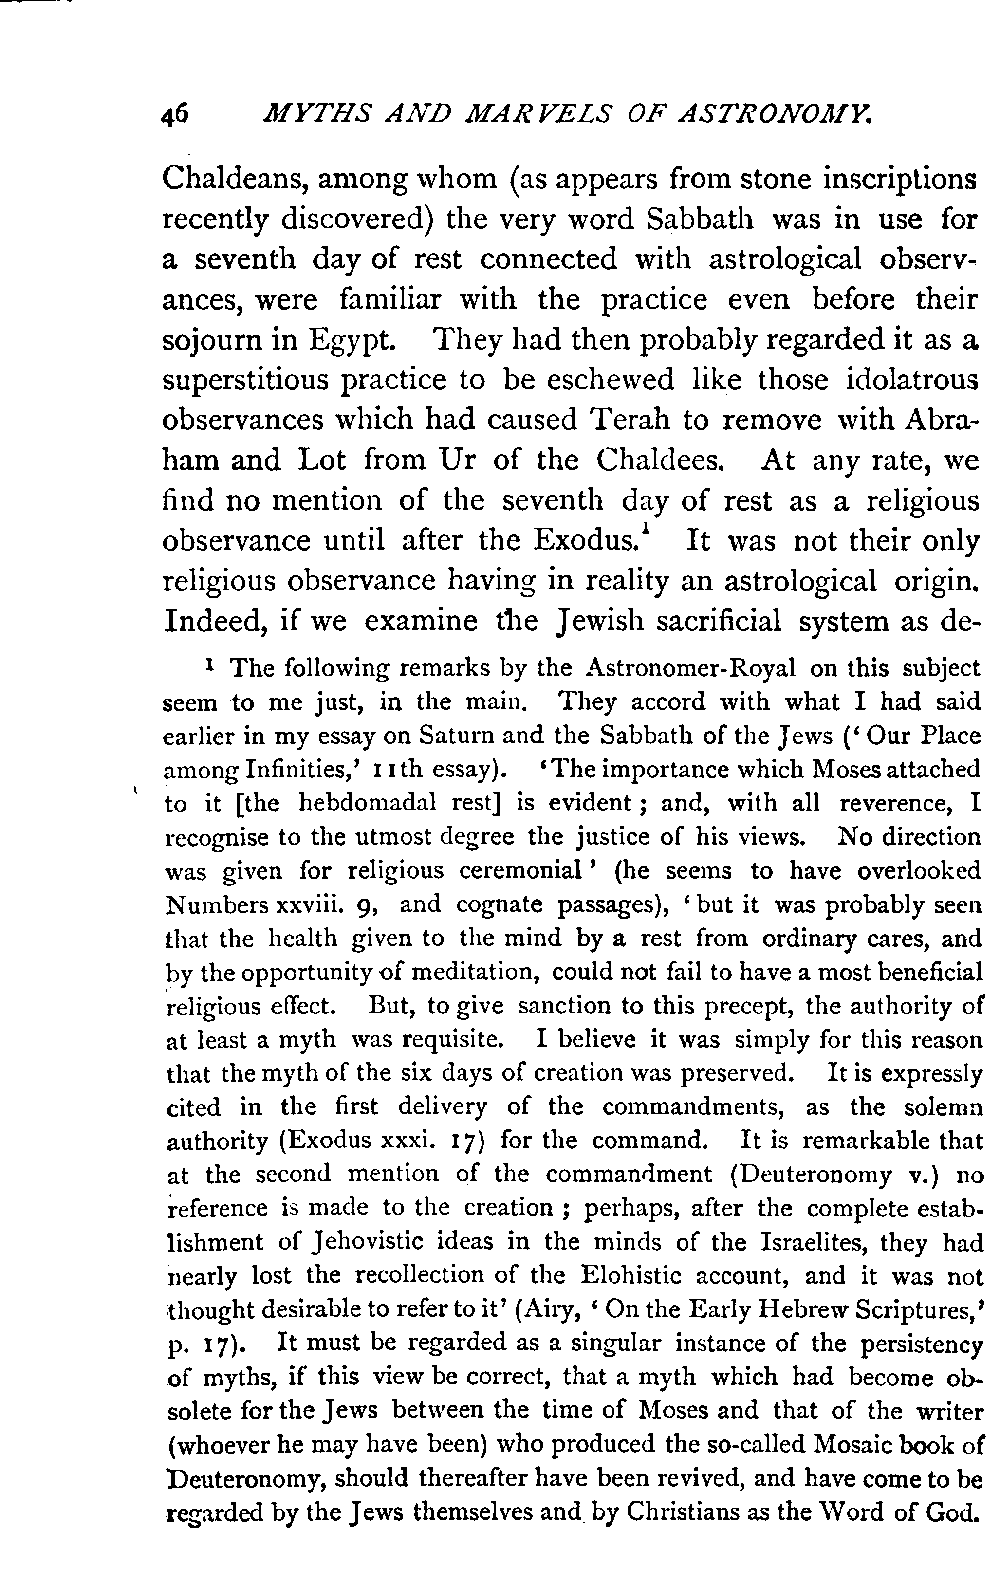 46 MYTHS AND MARVELS OF ASTRONOMY.
Chaldeans, among whom (as appears from stone inscriptions
recently discovered) the very word Sabbath was in use for
a seventh day of rest connected with astrological observ-
ances, were familiar with the practice even before their
sojourn in Egypt. They had then probably regarded it as a
superstitious practice to be eschewed like those idolatrous
observances which had caused Terah to remove with Abra-
ham and Lot from Ur of the Chaldees. At any rate, we
find no mention of the seventh day of rest as a religious
observance until after the Exodus.¹ It was not their only
religious observance having in reality an astrological origin.
Indeed, if we examine the Jewish sacrificial system as de-
¹ The following remarks by the Astronomer-Royal on this subject
seem to me just, in the main. They accord with what I had said
earlier in my essay on Saturn and the Sabbath of the Jews (‘ Our Place
among Infinities,’ 11th essay). ‘The importance which Moses attached
to it [the hebdomadal rest] is evident ; and, with all reverence, I
recognise to the utmost degree the justice of his views. No direction
was given for religious ceremonial ’ (he seems to have overlooked
Numbers xxviii. 9, and cognate passages), ‘ but it was probably seen
that the health given to the mind by a rest from ordinary cares, and
by the opportunity of meditation, could not fail to have a most beneficial
religious effect. But, to give sanction to this precept, the authority of
at least a myth was requisite. I believe it was simply for this reason
that the myth of the six days of creation was preserved. It is expressly
cited in the first delivery of the commandments, as the solemn
authority (Exodus xxxi. 17) for the command. It is remarkable that
at the second mention of the commandment (Deuteronomy v.) no
reference is made to the creation ; perhaps, after the complete estab-
lishment of Jehovistic ideas in the minds of the Israelites, they had
nearly lost the recollection of the Elohistic account, and it was not
thought desirable to refer to it’ (Airy, ‘ On the Early Hebrew Scriptures,’
p. 17). It must be regarded as a singular instance of the persistency
of myths, if this view be correct, that a myth which had become ob-
solete for the Jews between the time of Moses and that of the writer
(whoever he may have been) who produced the so-called Mosaic book of
Deuteronomy, should thereafter have been revived, and have come to be
regarded by the Jews themselves and by Christians as the Word of God.